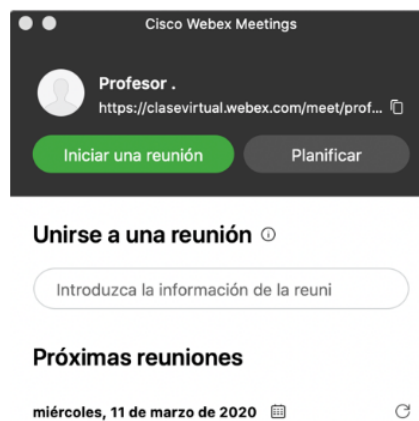 Cisco Webex Meetings
Profesor .
https://clasevirtual.webex.com/meet/prof...
Iniciar una reunión
Planificar
Unirse a una reunión
Introduzca la información de la reuni
Próximas reuniones
miércoles, 11 de marzo de 2020